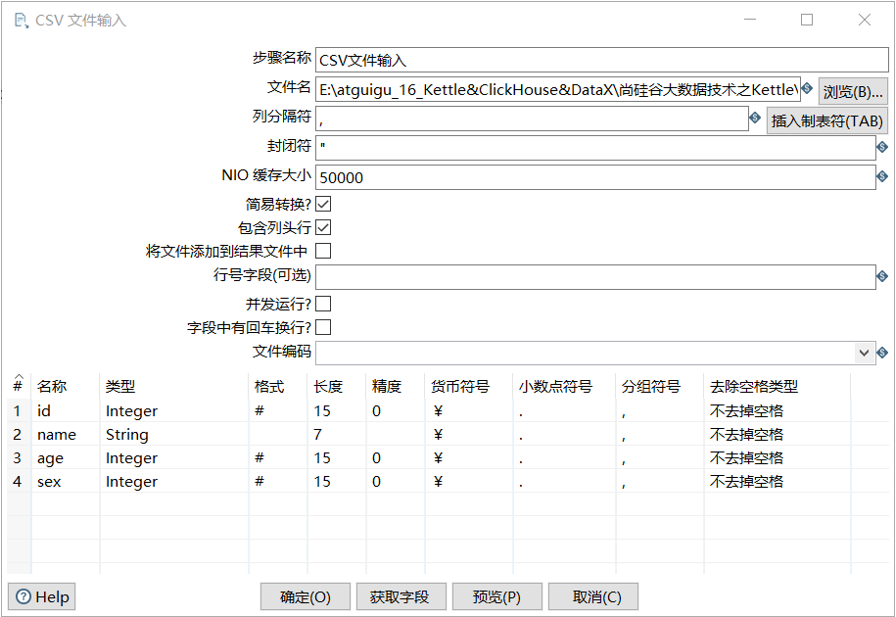 CSV 文件输入
步骤名称 CSV文件输入
文件名 E:\atguigu_16_Kettle&ClickHouse&DataX\尚硅谷大数据技术之Kettle\ 浏览(B)...
列分隔符 , 插入制表符(TAB)
封闭符 "
NIO 缓存大小 50000
简易转换?
包含列头行
将文件添加到结果文件中
行号字段(可选)
并发运行?
字段中有回车换行?
文件编码
# 名称 类型 格式 长度 精度 货币符号 小数点符号 分组符号 去除空格类型
1 id Integer # 15 0 ¥ . , 不去掉空格
2 name String 7 ¥ . , 不去掉空格
3 age Integer # 15 0 ¥ . , 不去掉空格
4 sex Integer # 15 0 ¥ . , 不去掉空格
Help 确定(O) 获取字段 预览(P) 取消(C)